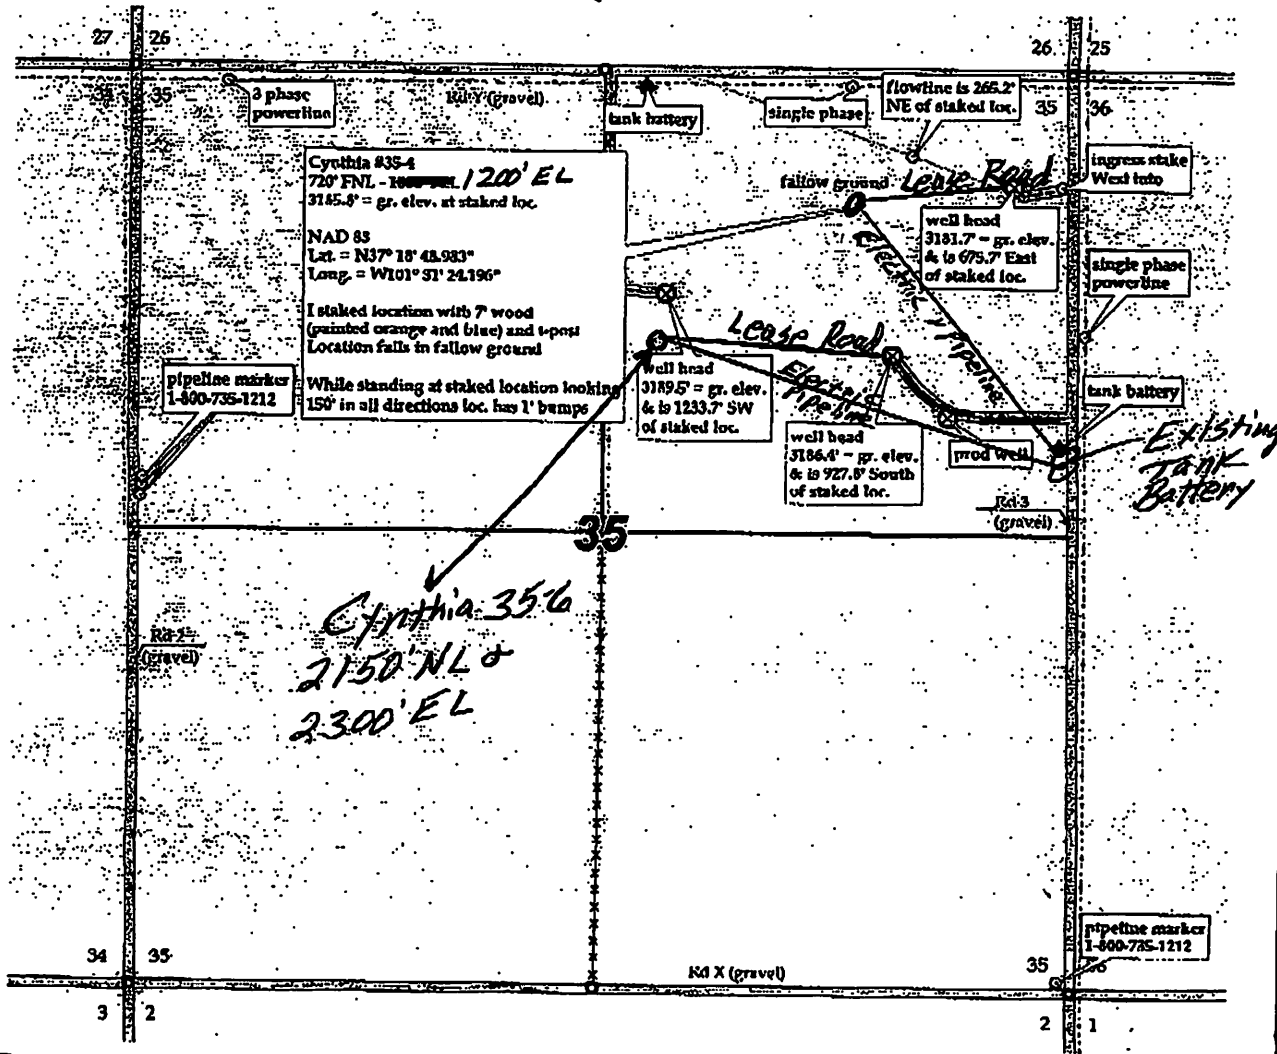 27 26
26 25
35
35 36
3 phase
powerline
Rd Y (gravel)
tank battery
single phase
flowline is 265.2'
NE of staked loc.
Cynthia #35-4
720' FNL - 1200' EL
3185.8' = gr. elev. at staked loc.
NAD 83
Lat. = N37° 18' 48.983"
Long. = W101° 51' 24.196"
I staked location with 7' wood
(painted orange and blue) and t-post
Location falls in fallow ground
While standing at staked location looking
150' in all directions loc. has 1' bumps
fallow ground
Lease Road
ingress stake
West into
well head
3181.7' = gr. elev.
& is 675.7' East
of staked loc.
Electric / Pipeline
single phase
powerline
pipeline marker
1-800-735-1212
Lease Road
well head
3189.5' = gr. elev.
& is 1233.7' SW
of staked loc.
Electric
Pipeline
tank battery
well head
3186.4' = gr. elev.
& is 927.8' South
of staked loc.
prod well
Existing
Tank
Battery
Rd 3
(gravel)
35
Cynthia 35-6
2150' NL &
2300' EL
Rd 2
(gravel)
pipeline marker
1-800-735-1212
34 35
35 36
Rd X (gravel)
3 2
2 1